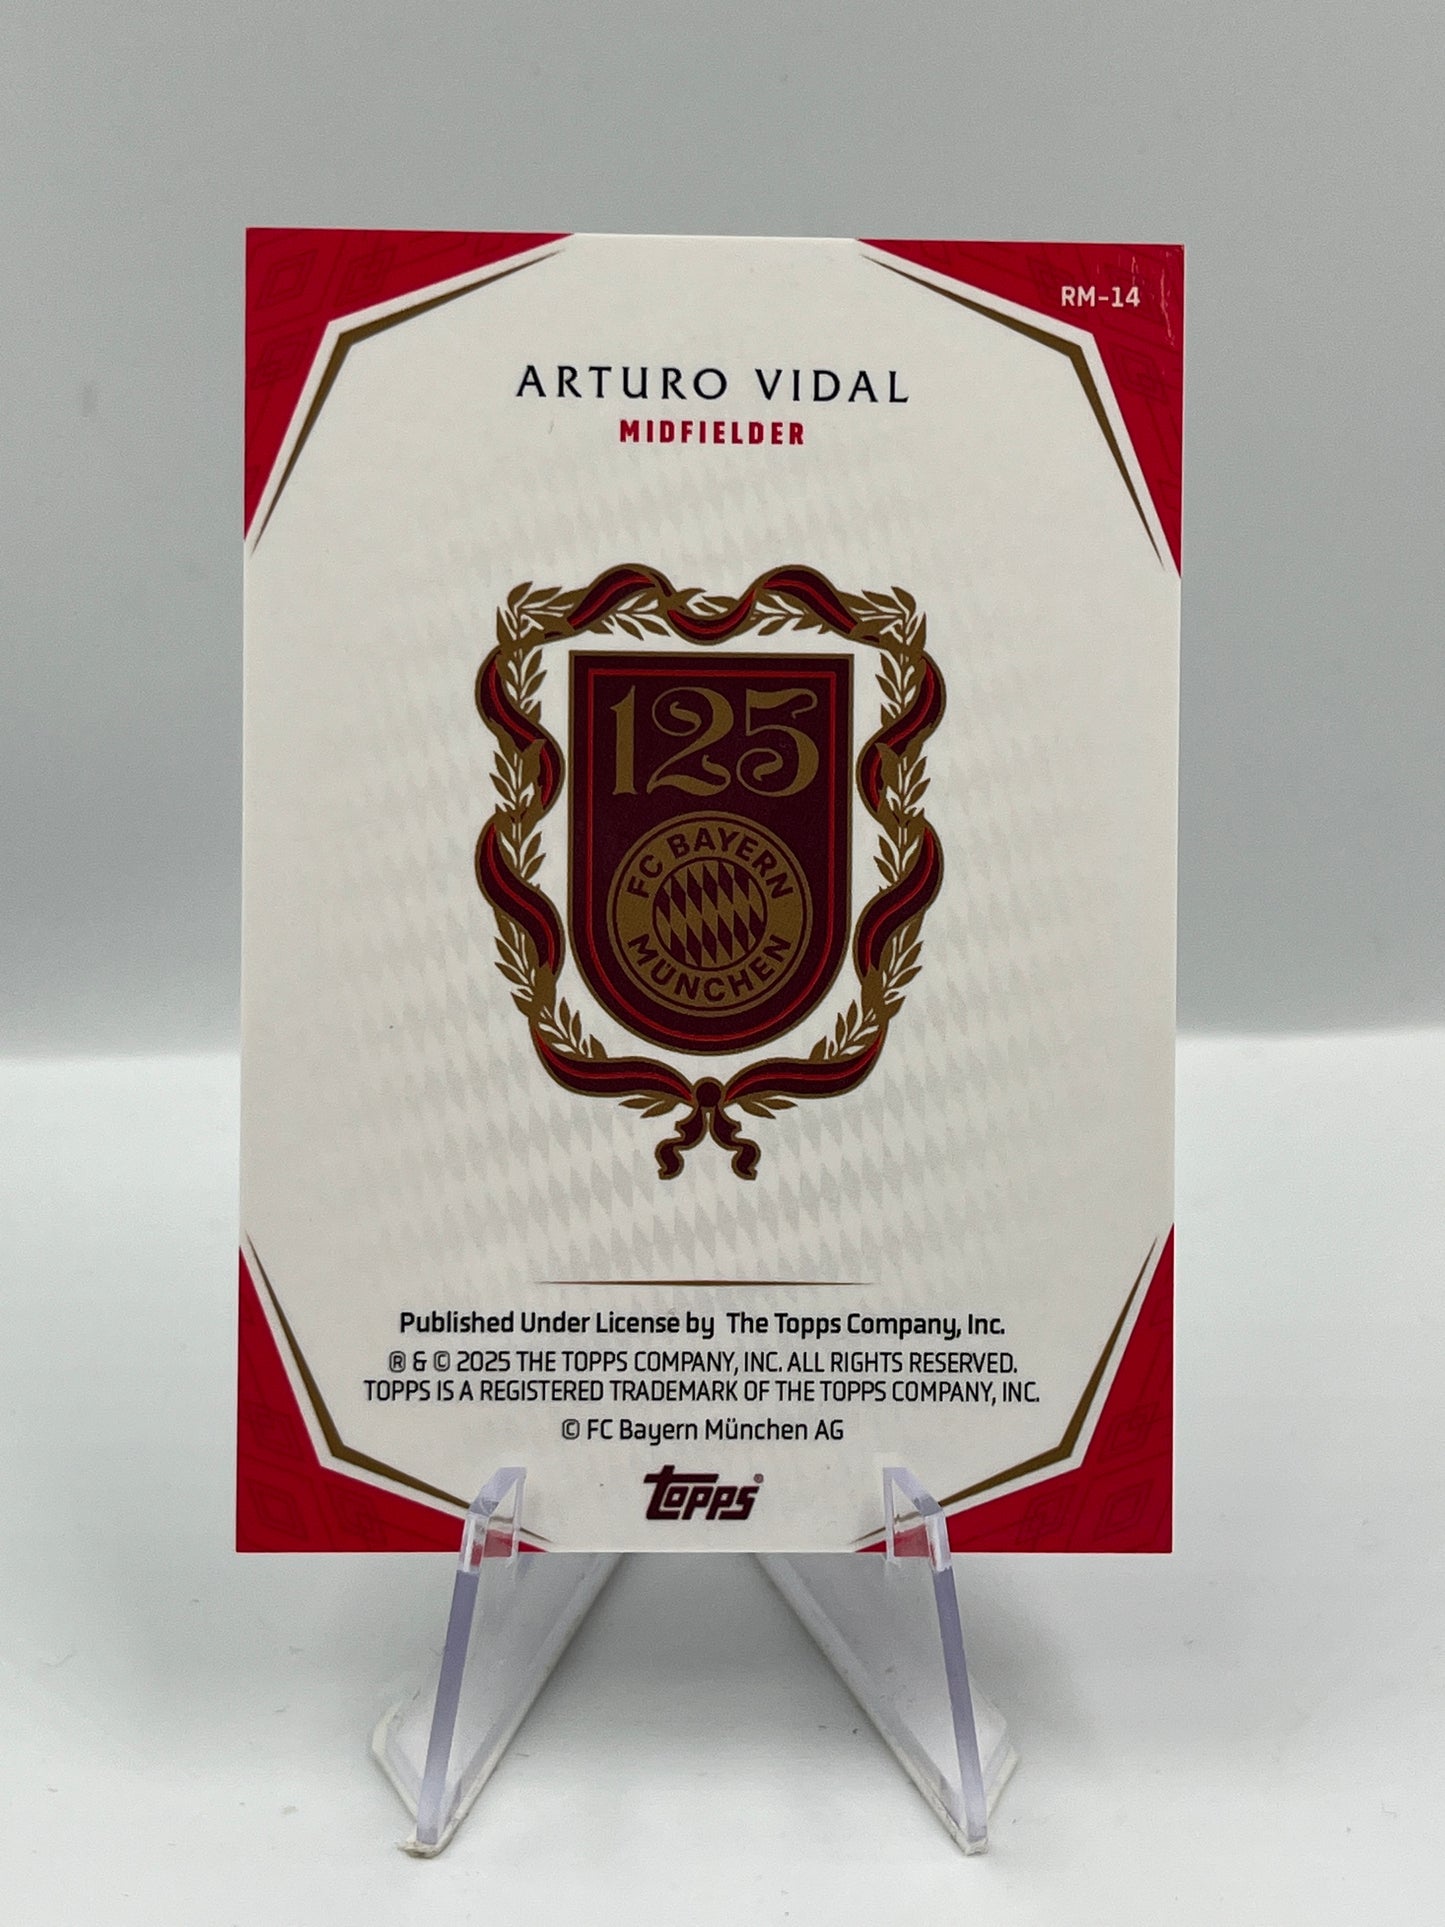 RM-14
ARTURO VIDAL
MIDFIELDER
125
FC BAYERN
MÜNCHEN
Published Under License by The Topps Company, Inc.
® & © 2025 THE TOPPS COMPANY, INC. ALL RIGHTS RESERVED.
TOPPS IS A REGISTERED TRADEMARK OF THE TOPPS COMPANY, INC.
© FC Bayern München AG
topps®